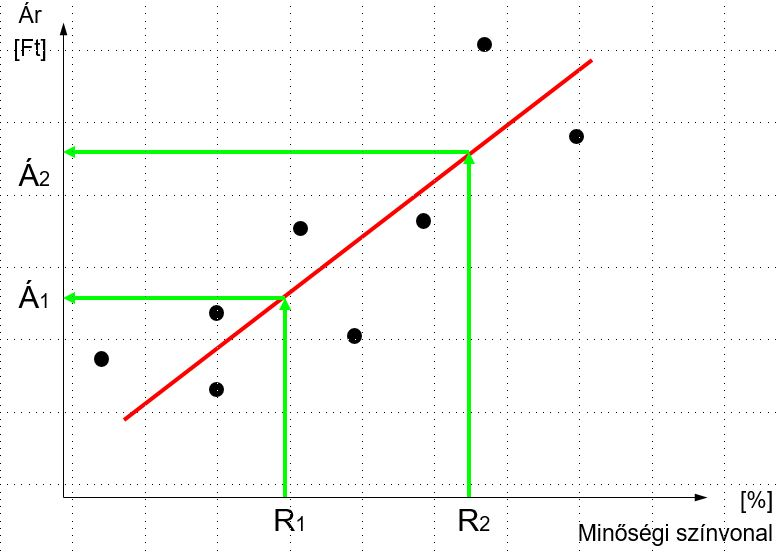 Ár
[Ft]
Á2
Á1
R1
R2
[%]
Minőségi színvonal